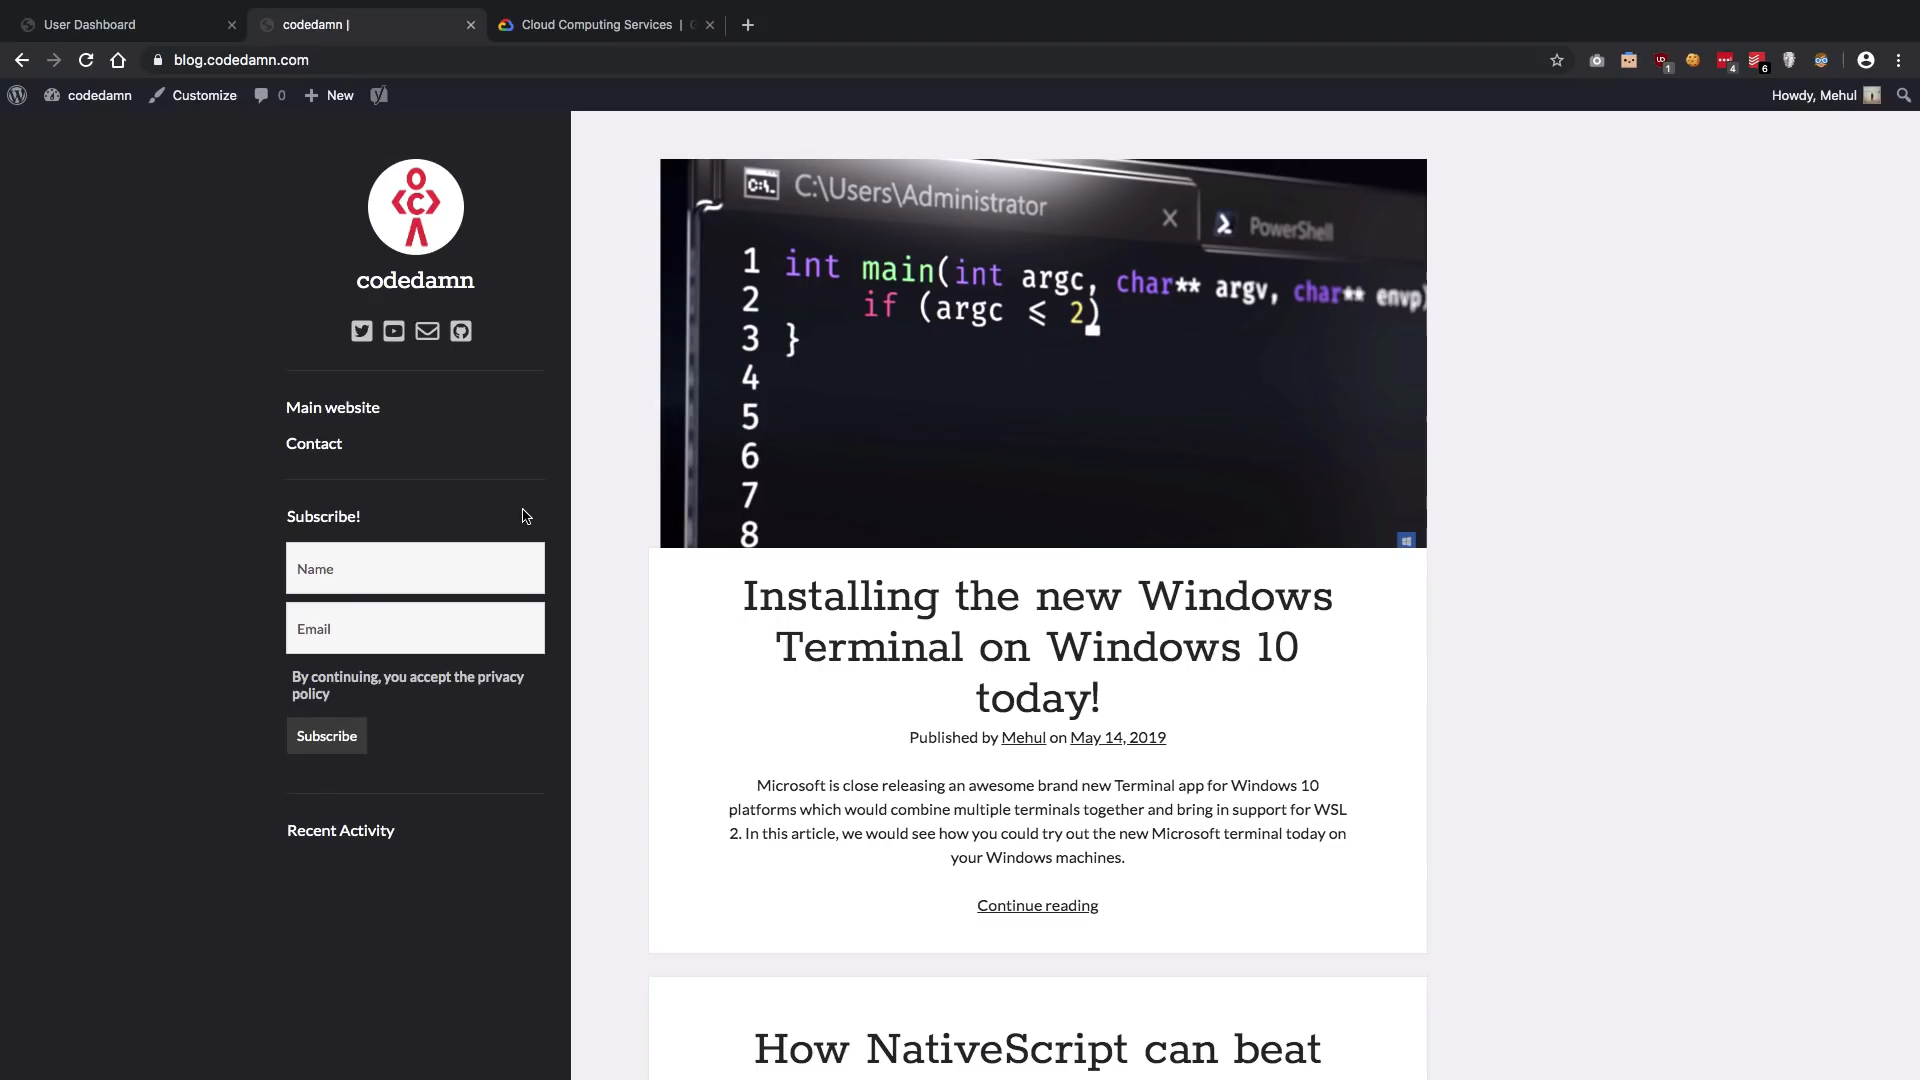 User Dashboard
codedamn |
Cloud Computing Services |
blog.codedamn.com
1
4
6
codedamn
Customize
0
New
Howdy, Mehul
codedamn
Main website
Contact
Subscribe!
Name
Email
By continuing, you accept the privacy
policy
Subscribe
Recent Activity
C:\Users\Administrator
PowerShell
1 int main(int argc, char** argv, char** envp)
2 if (argc ⩽ 2)
3 }
4
5
6
7
8
Installing the new Windows
Terminal on Windows 10
today!
Published by Mehul on May 14, 2019
Microsoft is close releasing an awesome brand new Terminal app for Windows 10
platforms which would combine multiple terminals together and bring in support for WSL
2. In this article, we would see how you could try out the new Microsoft terminal today on
your Windows machines.
Continue reading
How NativeScript can beat